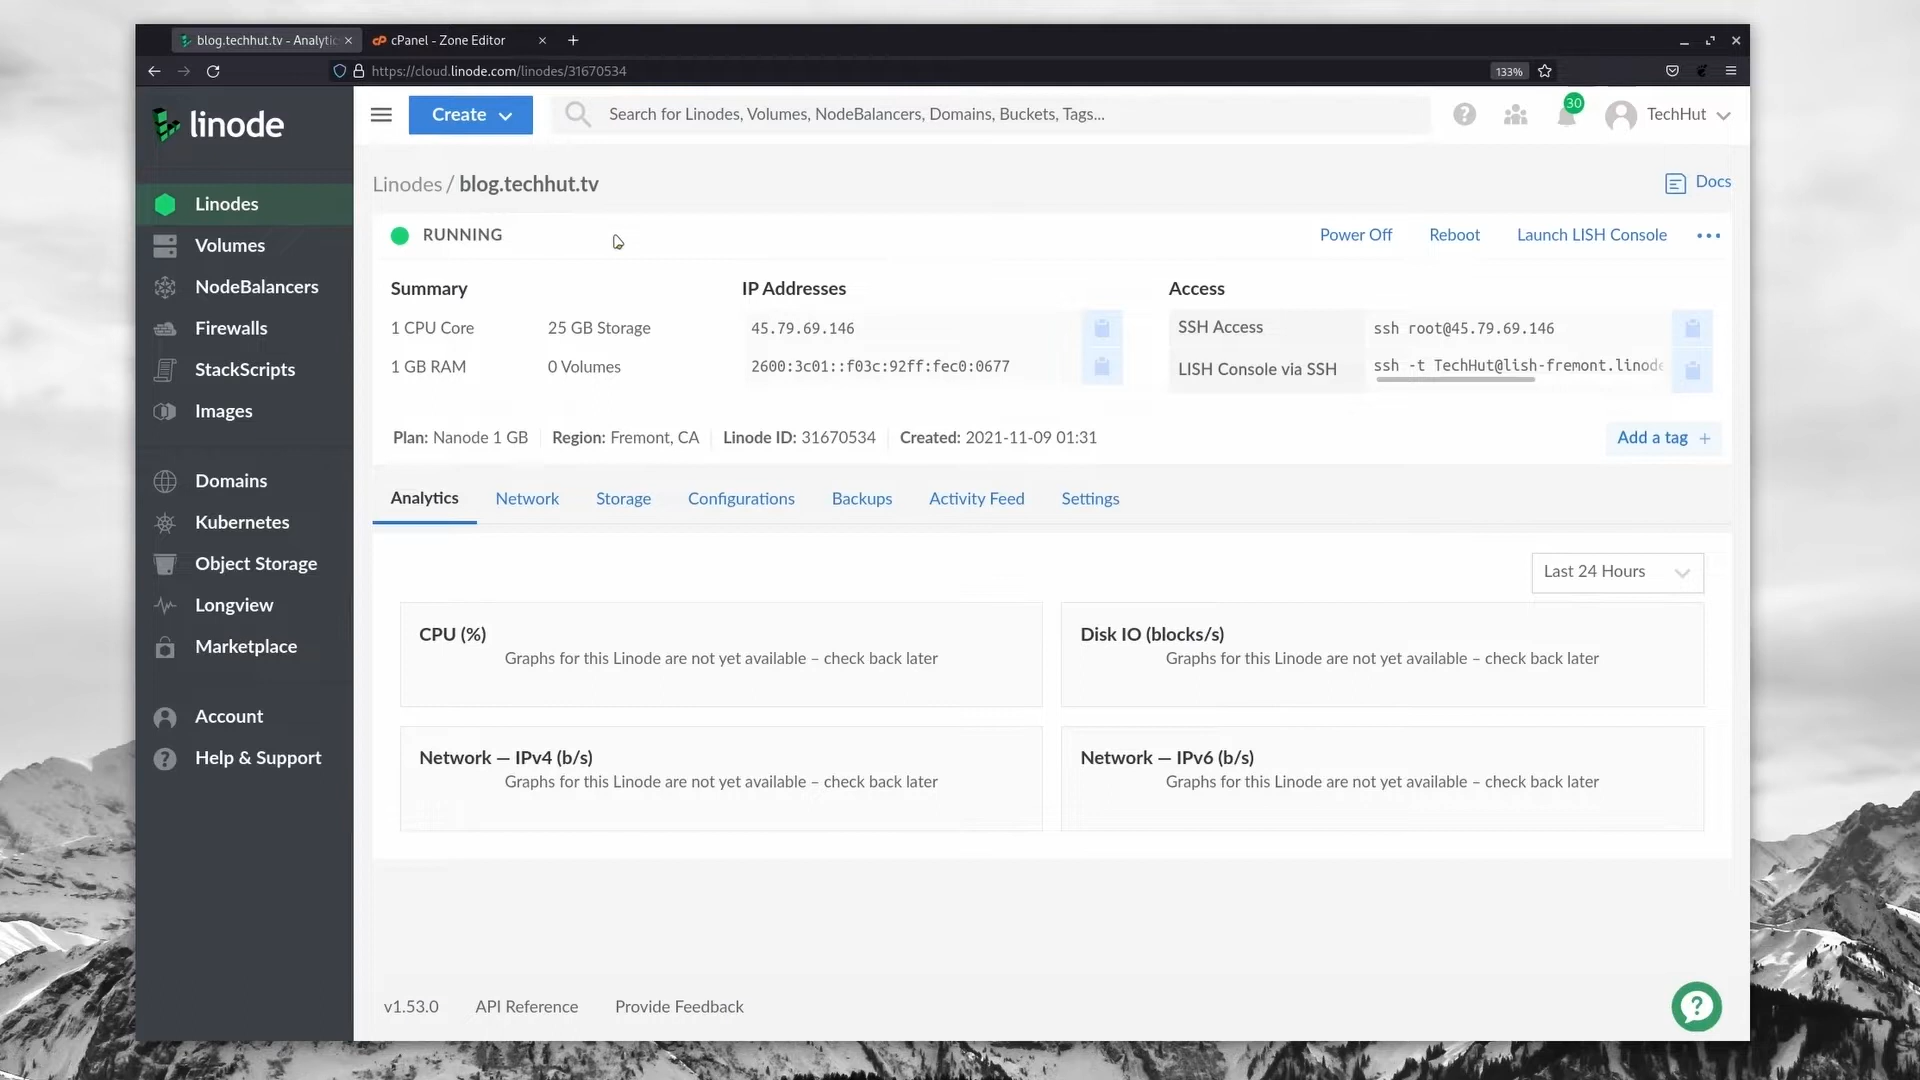 blog.techhut.tv - Analytic
cPanel - Zone Editor
https://cloud.linode.com/linodes/31670534
133%
linode
Create
Search for Linodes, Volumes, NodeBalancers, Domains, Buckets, Tags...
30
TechHut
Linodes
Volumes
NodeBalancers
Firewalls
StackScripts
Images
Domains
Kubernetes
Object Storage
Longview
Marketplace
Account
Help & Support
Linodes / blog.techhut.tv
Docs
RUNNING
Power Off
Reboot
Launch LISH Console
Summary
1 CPU Core
25 GB Storage
1 GB RAM
0 Volumes
IP Addresses
45.79.69.146
2600:3c01::f03c:92ff:fec0:0677
Access
SSH Access
ssh root@45.79.69.146
LISH Console via SSH
ssh -t TechHut@lish-fremont.linode
Plan: Nanode 1 GB
Region: Fremont, CA
Linode ID: 31670534
Created: 2021-11-09 01:31
Add a tag +
Analytics
Network
Storage
Configurations
Backups
Activity Feed
Settings
Last 24 Hours
CPU (%)
Graphs for this Linode are not yet available – check back later
Disk IO (blocks/s)
Graphs for this Linode are not yet available – check back later
Network — IPv4 (b/s)
Graphs for this Linode are not yet available – check back later
Network — IPv6 (b/s)
Graphs for this Linode are not yet available – check back later
v1.53.0
API Reference
Provide Feedback